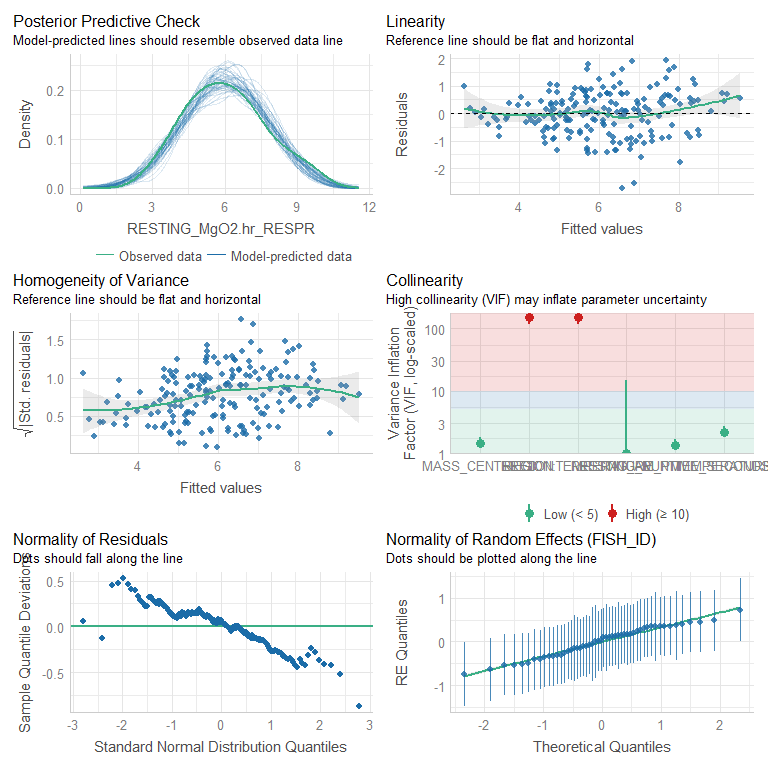 Posterior Predictive Check
Model-predicted lines should resemble observed data line
Density
0.2
0.1
0.0
0
3
6
9
12
RESTING_MgO2.hr_RESPR
Observed data
Model-predicted data
Linearity
Reference line should be flat and horizontal
Residuals
2
1
0
-1
-2
4
6
8
Fitted values
Homogeneity of Variance
Reference line should be flat and horizontal
√|Std. residuals|
1.5
1.0
0.5
4
6
8
Fitted values
Collinearity
High collinearity (VIF) may inflate parameter uncertainty
Variance Inflation
Factor (VIF, log-scaled)
100
30
10
3
1
Low (< 5)
High (≥ 10)
Normality of Residuals
Dots should fall along the line
Sample Quantile Deviations
0.5
0.0
-0.5
-3
-2
-1
0
1
2
3
Standard Normal Distribution Quantiles
Normality of Random Effects (FISH_ID)
Dots should be plotted along the line
RE Quantiles
1
0
-1
-2
-1
0
1
2
Theoretical Quantiles